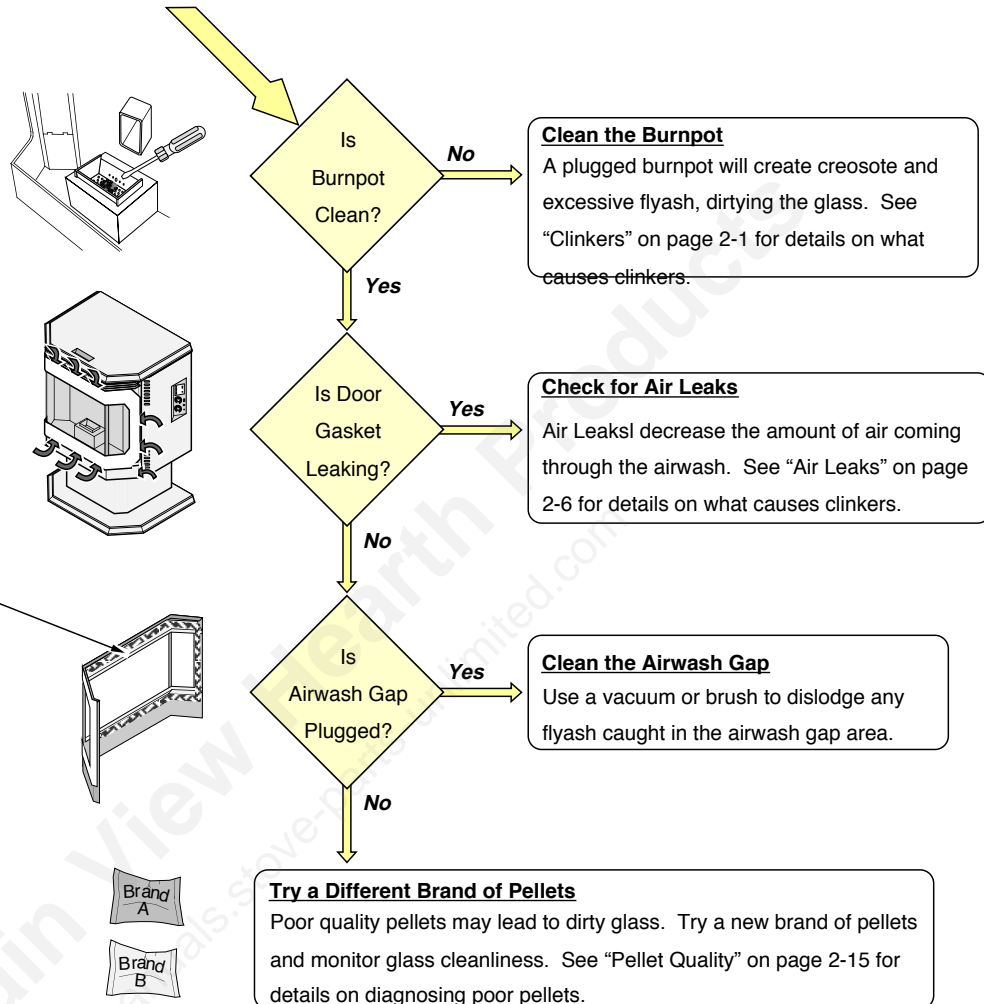 Is
Burnpot
Clean?
No
Clean the Burnpot
A plugged burnpot will create creosote and
excessive flyash, dirtying the glass. See
“Clinkers” on page 2-1 for details on what
causes clinkers.
Yes
Is Door
Gasket
Leaking?
Yes
Check for Air Leaks
Air Leaksl decrease the amount of air coming
through the airwash. See “Air Leaks” on page
2-6 for details on what causes clinkers.
No
Is
Airwash Gap
Plugged?
Yes
Clean the Airwash Gap
Use a vacuum or brush to dislodge any
flyash caught in the airwash gap area.
No
Brand
A
Brand
B
Try a Different Brand of Pellets
Poor quality pellets may lead to dirty glass. Try a new brand of pellets
and monitor glass cleanliness. See “Pellet Quality” on page 2-15 for
details on diagnosing poor pellets.
View Hearth Products